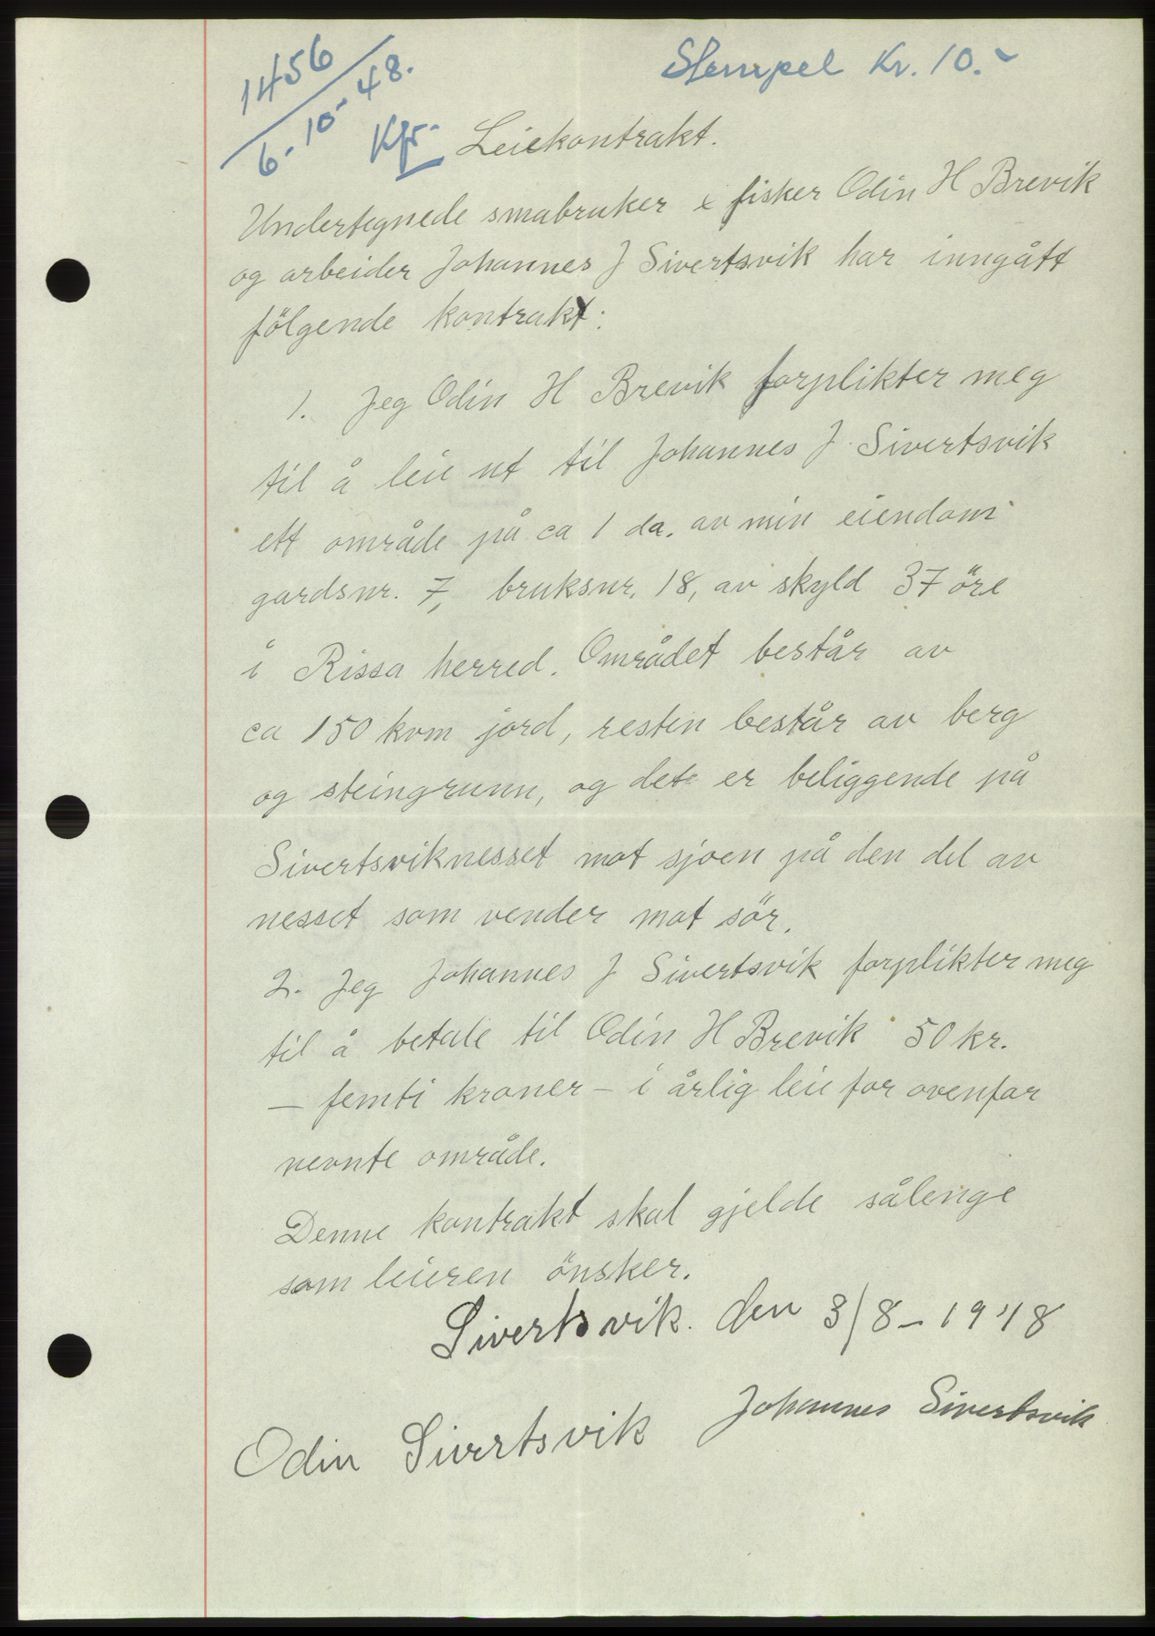 1456
6-10-48.
Stempel Kr. 10.-
Leiekontrakt.
Undertegnede småbruker & fisker Odin H Brevik
og arbeider Johannes J Sivertsvik har inngått
fölgende kontrakt:
1. Jeg Odin H Brevik forplikter meg
til å leie ut til Johannes J. Sivertsvik
ett område på ca 1 da. av min eiendom
gardsnr. 7, bruksnr. 18, av skyld 37 öre
i Rissa herred. Området består av
ca 150 kvm jord, resten består av berg
og steingrunn, og det er beliggende på
Sivertsviknesset mot sjøen på den del av
nesset som vender mot sör.
2. Jeg Johannes J Sivertsvik forplikter meg
til å betale til Odin H Brevik 50 kr.
– femti kroner – i årlig leie for ovenfor
nevnte område.
Denne kontrakt skal gjelde sålenge
som leieren önsker.
Sivertsvik. den 3/8-1948
Johannes Sivertsvik
Odin Sivertsvik